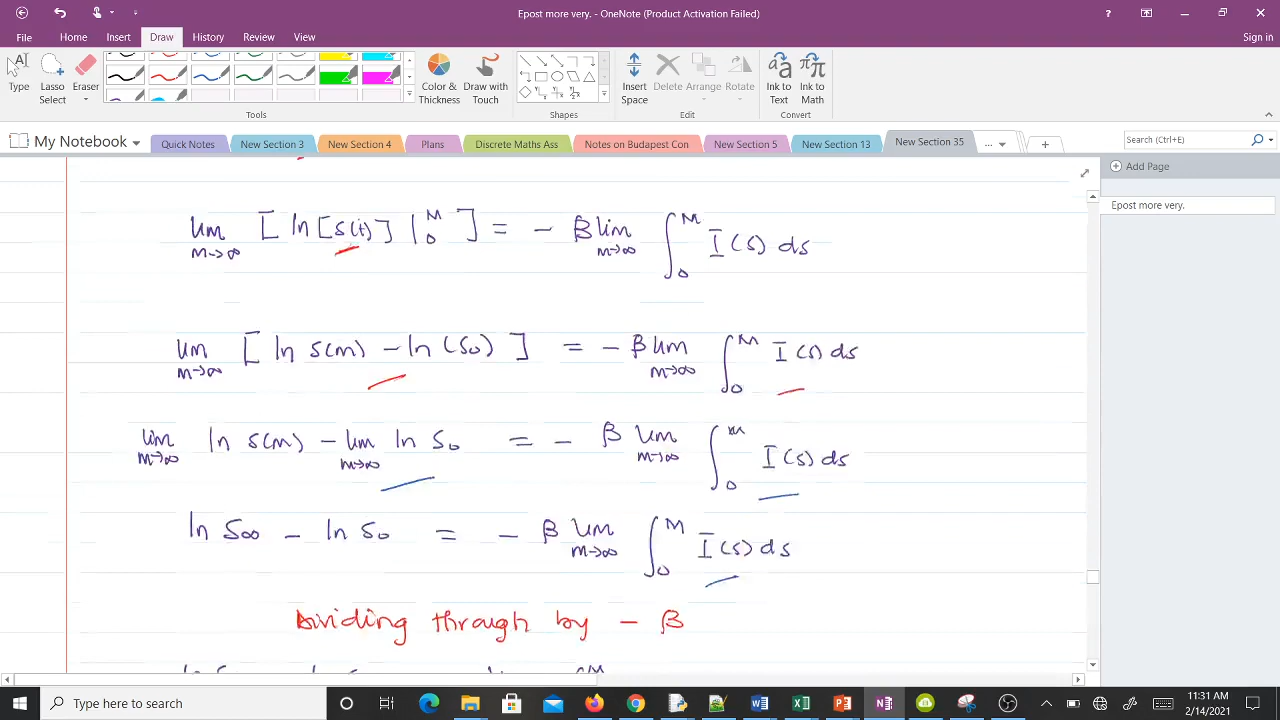 Epost more very. - OneNote (Product Activation Failed)
File Home Insert Draw History Review View Sign in
Type Lasso Select Eraser Color & Thickness Draw with Touch Insert Space Delete Arrange Rotate Ink to Text Ink to Math
Tools Shapes Edit Convert
My Notebook Quick Notes New Section 3 New Section 4 Plans Discrete Maths Ass Notes on Budapest Con New Section 5 New Section 13 New Section 35 ... Search (Ctrl+E)
Add Page
Epost more very.
lim m→∞ [ ln [S(t)] |₀ᴹ ] = - β lim m→∞ ∫₀ᴹ I(s) ds
lim m→∞ [ ln S(m) - ln (S₀) ] = - β lim m→∞ ∫₀ᴹ I(s) ds
lim m→∞ ln S(m) - lim m→∞ ln S₀ = - β lim m→∞ ∫₀ᴹ I(s) ds
ln S∞ - ln S₀ = - β lim m→∞ ∫₀ᴹ I(s) ds
Dividing through by - β
Type here to search
11:31 AM
2/14/2021